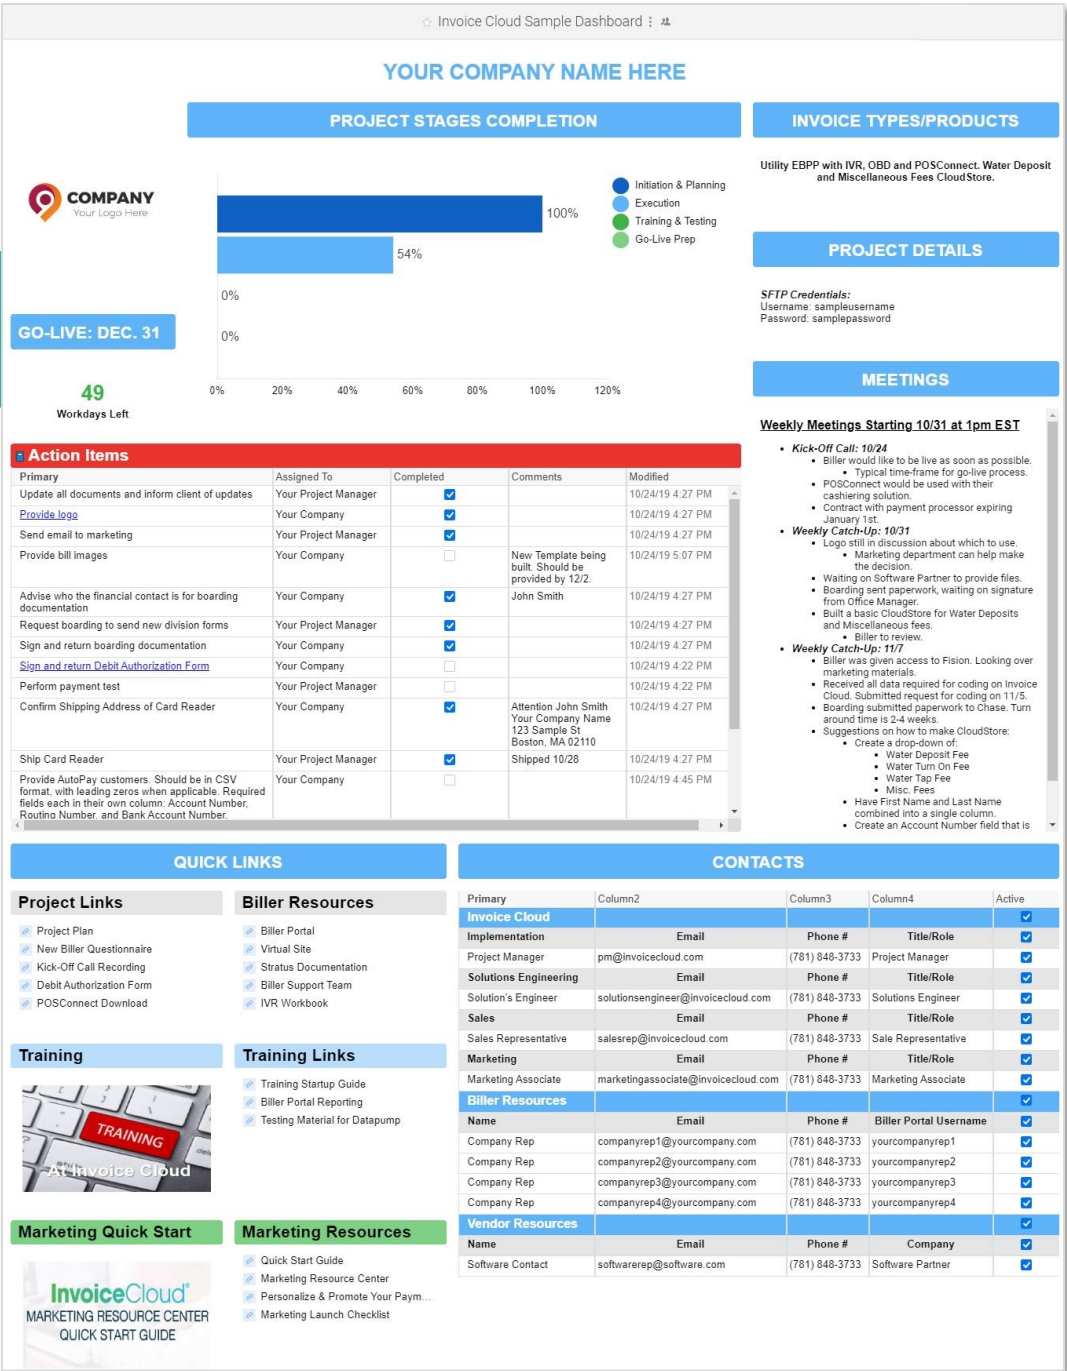 Invoice Cloud Sample Dashboard
YOUR COMPANY NAME HERE
PROJECT STAGES COMPLETION
COMPANY
Your Logo Here
GO-LIVE: DEC. 31
49
Workdays Left
100%
54%
0%
0%
0% 20% 40% 60% 80% 100% 120%
Initiation & Planning
Execution
Training & Testing
Go-Live Prep
INVOICE TYPES/PRODUCTS
Utility EBPP with IVR, OBD and POSConnect. Water Deposit
and Miscellaneous Fees CloudStore.
PROJECT DETAILS
SFTP Credentials:
Username: sampleusername
Password: samplepassword
MEETINGS
Weekly Meetings Starting 10/31 at 1pm EST
Kick-Off Call: 10/24
Biller would like to be live as soon as possible.
Typical time-frame for go-live process.
POSConnect would be used with their
cashiering solution.
Contract with payment processor expiring
January 1st.
Weekly Catch-Up: 10/31
Logo still in discussion about which to use.
Marketing department can help make
the decision.
Waiting on Software Partner to provide files.
Boarding sent paperwork, waiting on signature
from Office Manager.
Built a basic CloudStore for Water Deposits
and Miscellaneous fees.
Biller to review.
Weekly Catch-Up: 11/7
Biller was given access to Fision. Looking over
marketing materials.
Received all data required for coding on Invoice
Cloud. Submitted request for coding on 11/5.
Boarding submitted paperwork to Chase. Turn
around time is 2-4 weeks.
Suggestions on how to make CloudStore:
Create a drop-down of:
Water Deposit Fee
Water Turn On Fee
Water Tap Fee
Misc. Fees
Have First Name and Last Name
combined into a single column.
Create an Account Number field that is
Action Items
Primary Assigned To Completed Comments Modified
Update all documents and inform client of updates Your Project Manager 10/24/19 4:27 PM
Provide logo Your Company 10/24/19 4:27 PM
Send email to marketing Your Project Manager 10/24/19 4:27 PM
Provide bill images Your Company New Template being 10/24/19 5:07 PM
built. Should be
provided by 12/2.
Advise who the financial contact is for boarding Your Company John Smith 10/24/19 4:27 PM
documentation
Request boarding to send new division forms Your Project Manager 10/24/19 4:27 PM
Sign and return boarding documentation Your Company 10/24/19 4:27 PM
Sign and return Debit Authorization Form Your Company 10/24/19 4:22 PM
Perform payment test Your Project Manager 10/24/19 4:22 PM
Confirm Shipping Address of Card Reader Your Company Attention John Smith 10/24/19 4:27 PM
Your Company Name
123 Sample St
Boston, MA 02110
Ship Card Reader Your Project Manager Shipped 10/28 10/24/19 4:27 PM
Provide AutoPay customers. Should be in CSV Your Company 10/24/19 4:45 PM
format, with leading zeros when applicable. Required
fields each in their own column: Account Number,
Routing Number, and Bank Account Number.
QUICK LINKS
Project Links
Project Plan
New Biller Questionnaire
Kick-Off Call Recording
Debit Authorization Form
POSConnect Download
Biller Resources
Biller Portal
Virtual Site
Stratus Documentation
Biller Support Team
IVR Workbook
Training
TRAINING
At Invoice Cloud
Training Links
Training Startup Guide
Biller Portal Reporting
Testing Material for Datapump
Marketing Quick Start
InvoiceCloud®
MARKETING RESOURCE CENTER
QUICK START GUIDE
Marketing Resources
Quick Start Guide
Marketing Resource Center
Personalize & Promote Your Paym...
Marketing Launch Checklist
CONTACTS
Primary Column2 Column3 Column4 Active
Invoice Cloud
Implementation Email Phone # Title/Role
Project Manager pm@invoicecloud.com (781) 848-3733 Project Manager
Solutions Engineering Email Phone # Title/Role
Solution's Engineer solutionsengineer@invoicecloud.com (781) 848-3733 Solutions Engineer
Sales Email Phone # Title/Role
Sales Representative salesrep@invoicecloud.com (781) 848-3733 Sale Representative
Marketing Email Phone # Title/Role
Marketing Associate marketingassociate@invoicecloud.com (781) 848-3733 Marketing Associate
Biller Resources
Name Email Phone # Biller Portal Username
Company Rep companyrep1@yourcompany.com (781) 848-3733 yourcompanyrep1
Company Rep companyrep2@yourcompany.com (781) 848-3733 yourcompanyrep2
Company Rep companyrep3@yourcompany.com (781) 848-3733 yourcompanyrep3
Company Rep companyrep4@yourcompany.com (781) 848-3733 yourcompanyrep4
Vendor Resources
Name Email Phone # Company
Software Contact softwarerep@software.com (781) 848-3733 Software Partner